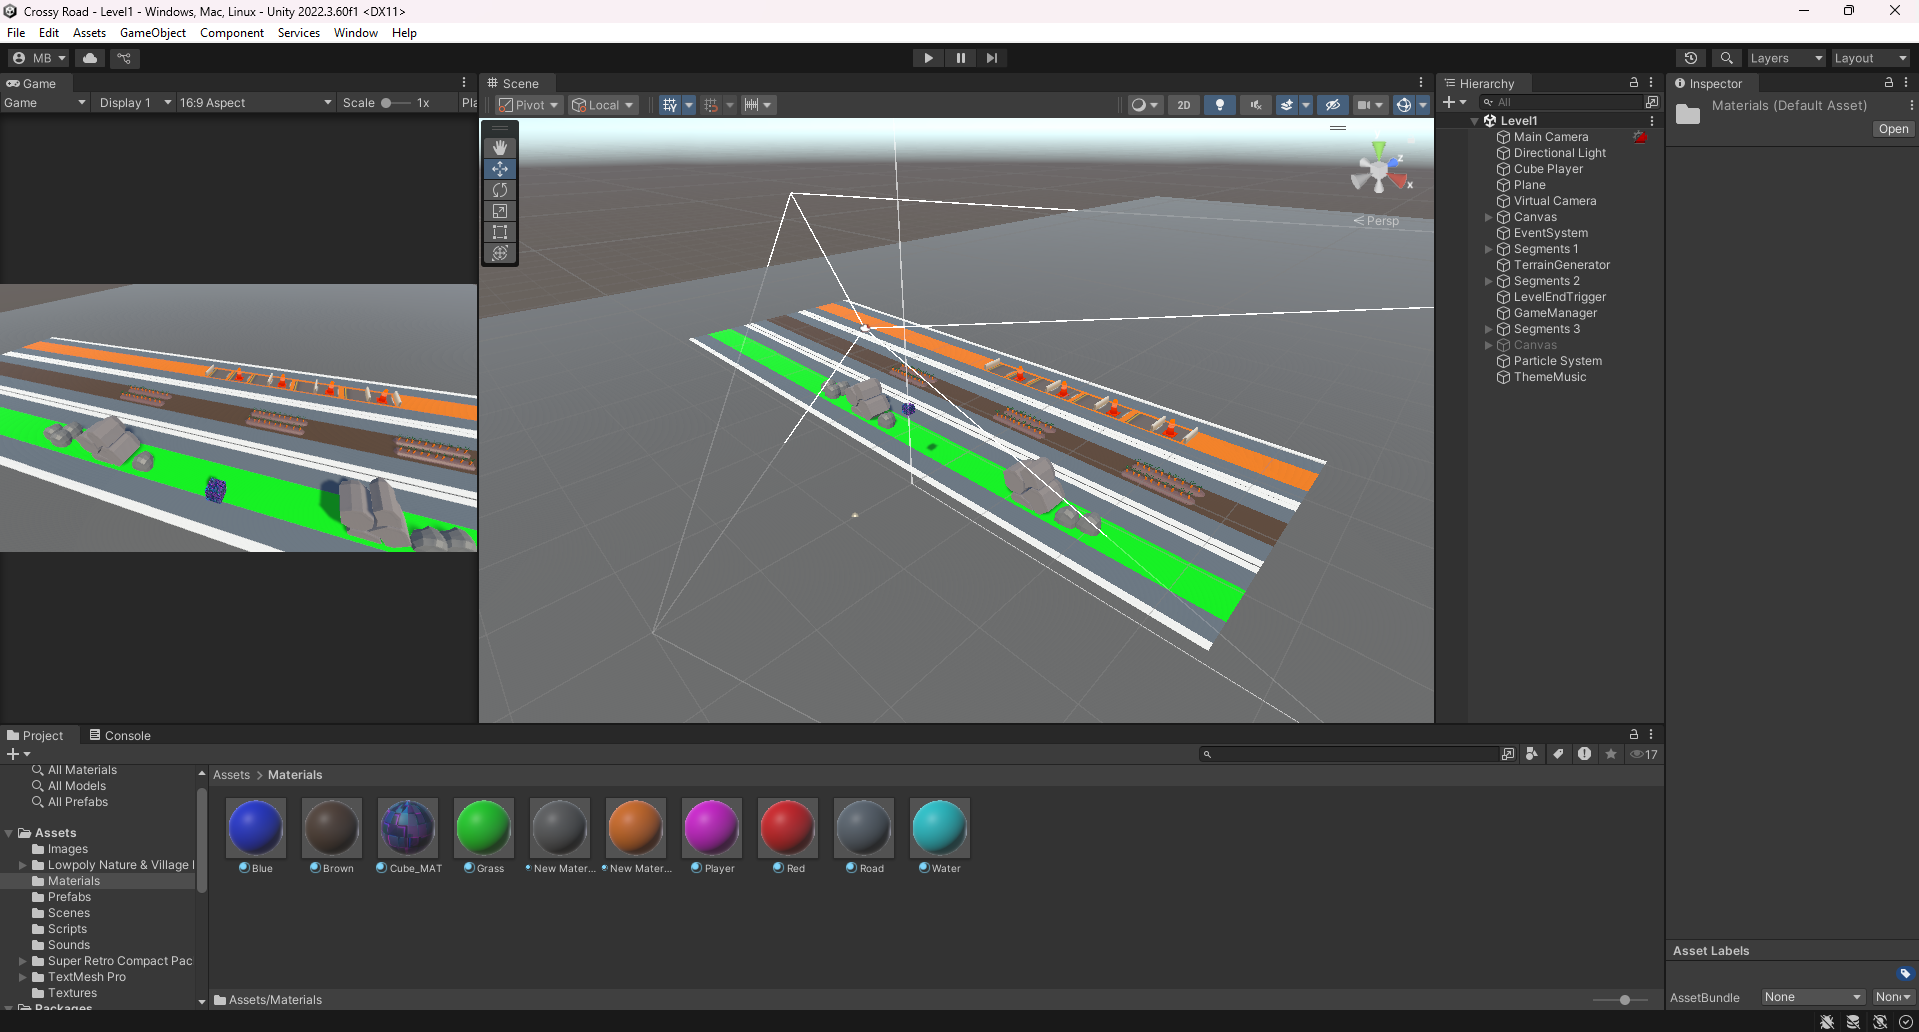 Crossy Road - Level1 - Windows, Mac, Linux - Unity 2022.3.60f1 <DX11>
File Edit Assets GameObject Component Services Window Help
MB
Layers
Layout
Game
Game Display 1 16:9 Aspect Scale 1x Pla
Scene
Pivot Local 2D
y
z
x
Persp
Hierarchy
All
Level1
Main Camera
Directional Light
Cube Player
Plane
Virtual Camera
Canvas
EventSystem
Segments 1
TerrainGenerator
Segments 2
LevelEndTrigger
GameManager
Segments 3
Canvas
Particle System
ThemeMusic
Inspector
Materials (Default Asset)
Open
Project Console
17
All Materials
All Models
All Prefabs
Assets
Images
Lowpoly Nature & Village
Materials
Prefabs
Scenes
Scripts
Sounds
Super Retro Compact Pac
TextMesh Pro
Textures
Packages
Assets > Materials
Blue Brown Cube_MAT Grass New Mater... New Mater... Player Red Road Water
Assets/Materials
Asset Labels
AssetBundle None Non